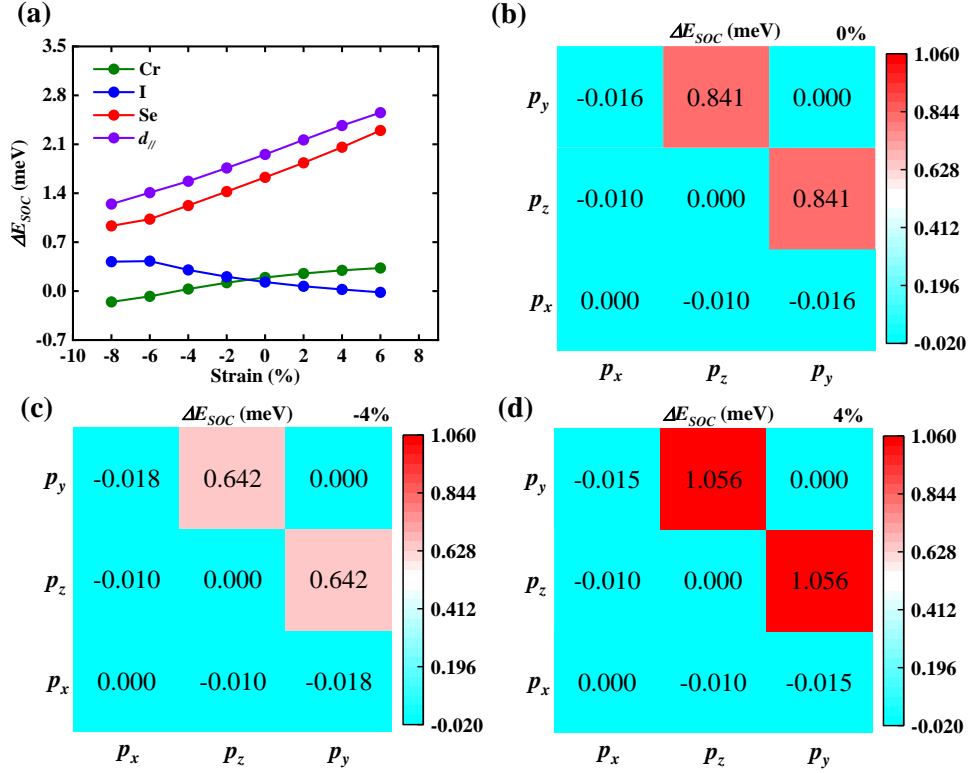 (a)
ΔE_SOC (meV)
3.5
2.8
2.1
1.4
0.7
0.0
-0.7
Cr
I
Se
d_//
-10 -8 -6 -4 -2 0 2 4 6 8
Strain (%)
(b)
ΔE_SOC (meV) 0%
p_y -0.016 0.841 0.000
p_z -0.010 0.000 0.841
p_x 0.000 -0.010 -0.016
p_x p_z p_y
1.060
0.844
0.628
0.412
0.196
-0.020
(c)
ΔE_SOC (meV) -4%
p_y -0.018 0.642 0.000
p_z -0.010 0.000 0.642
p_x 0.000 -0.010 -0.018
p_x p_z p_y
1.060
0.844
0.628
0.412
0.196
-0.020
(d)
ΔE_SOC (meV) 4%
p_y -0.015 1.056 0.000
p_z -0.010 0.000 1.056
p_x 0.000 -0.010 -0.015
p_x p_z p_y
1.060
0.844
0.628
0.412
0.196
-0.020